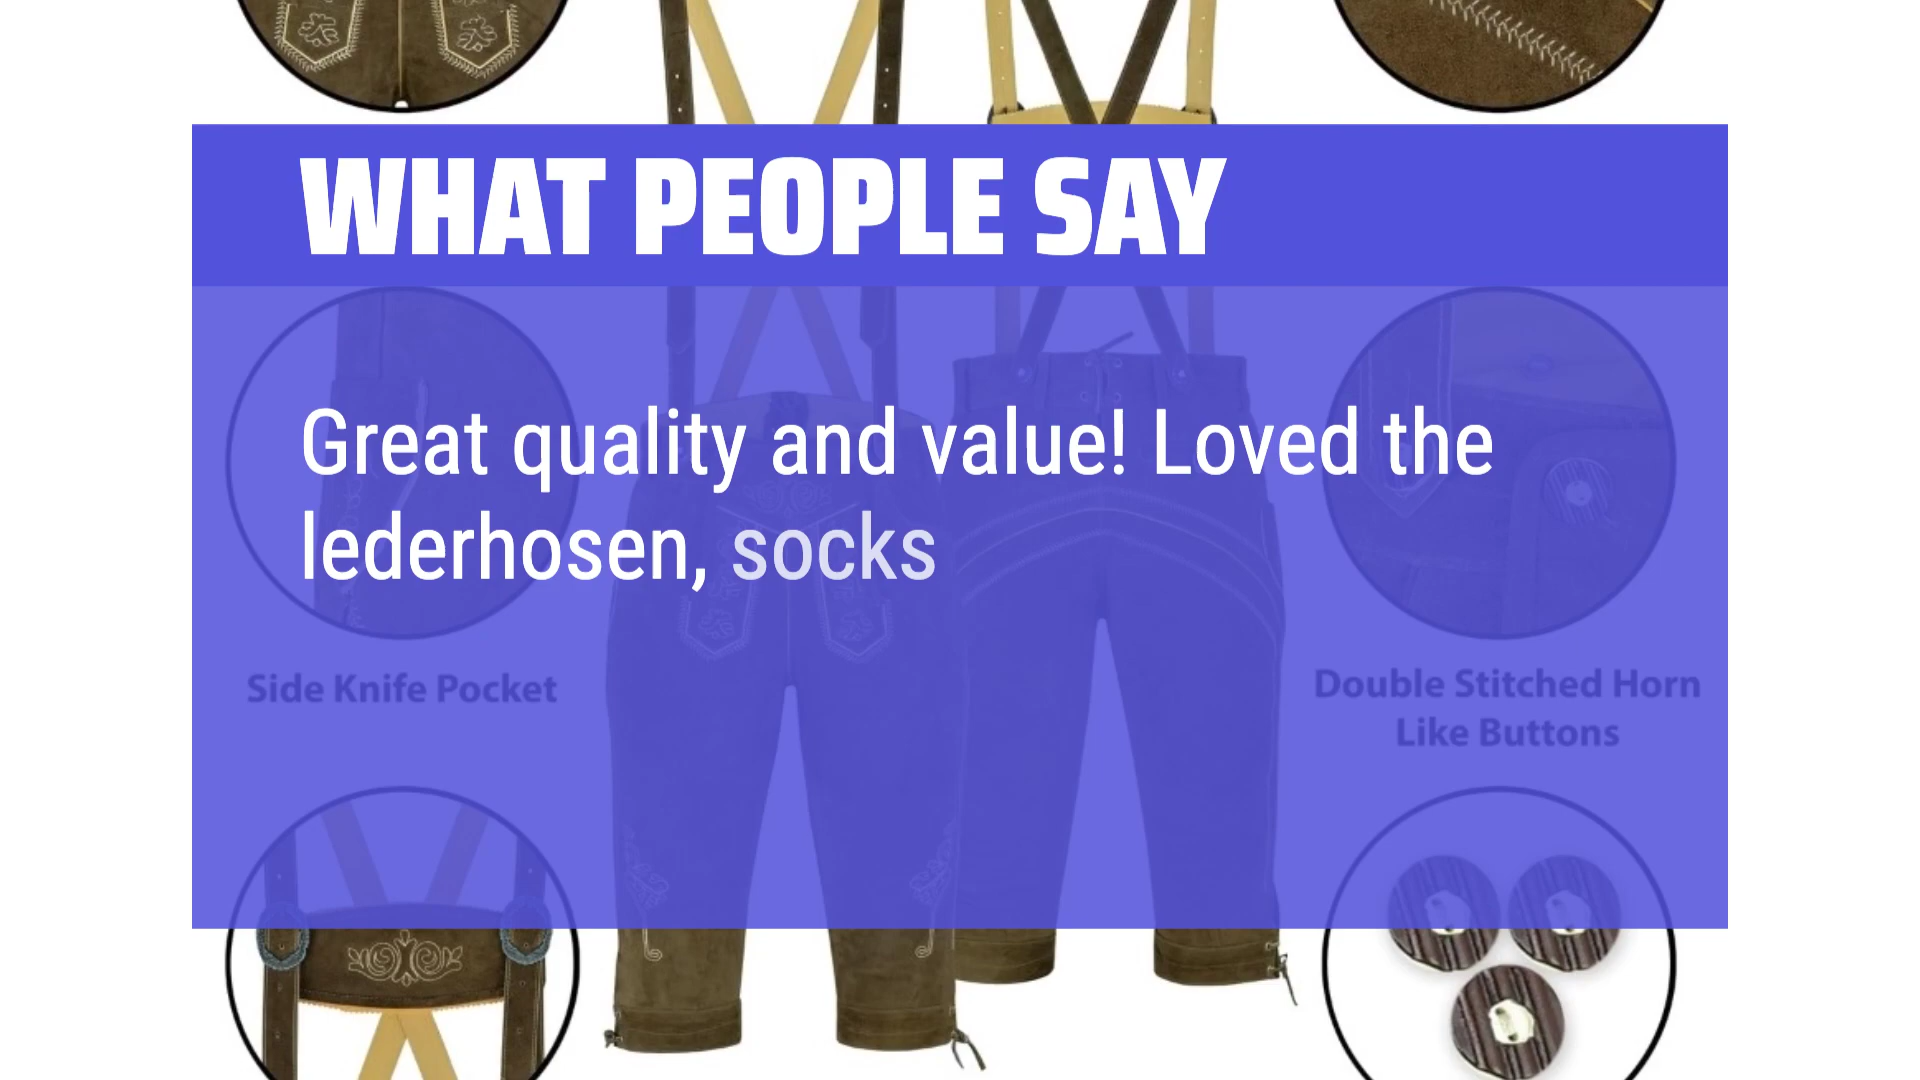 WHAT PEOPLE SAY
Great quality and value! Loved the
lederhosen, socks
Side Knife Pocket
Double Stitched Horn
Like Buttons